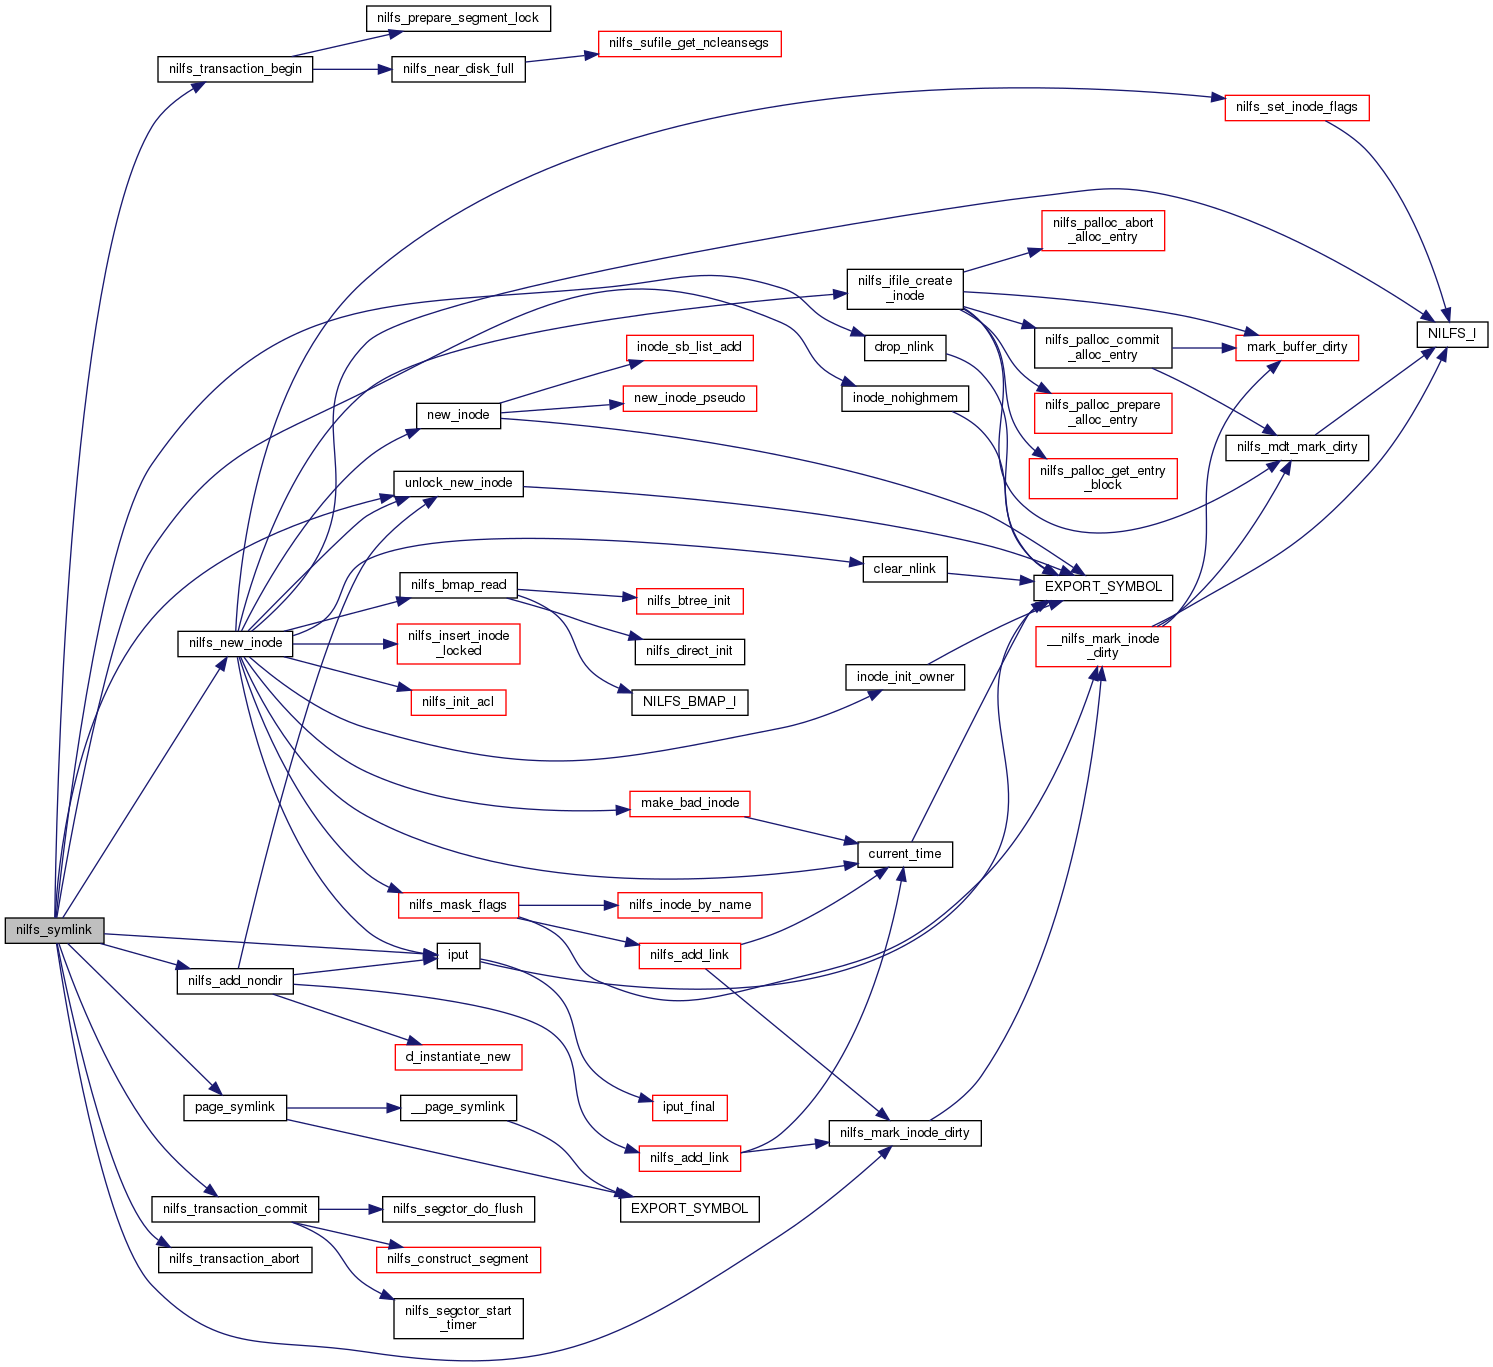 nilfs_prepare_segment_lock
nilfs_sufile_get_ncleansegs
nilfs_transaction_begin
nilfs_near_disk_full
nilfs_set_inode_flags
nilfs_palloc_abort
_alloc_entry
nilfs_ifile_create
_inode
NILFS_I
drop_nlink
nilfs_palloc_commit
_alloc_entry
mark_buffer_dirty
inode_sb_list_add
inode_nohighmem
new_inode_pseudo
new_inode
nilfs_palloc_prepare
_alloc_entry
nilfs_mdt_mark_dirty
unlock_new_inode
nilfs_palloc_get_entry
_block
clear_nlink
nilfs_bmap_read
EXPORT_SYMBOL
nilfs_btree_init
nilfs_new_inode
nilfs_insert_inode
_locked
nilfs_direct_init
__nilfs_mark_inode
_dirty
inode_init_owner
nilfs_init_acl
NILFS_BMAP_I
make_bad_inode
current_time
nilfs_mask_flags
nilfs_inode_by_name
nilfs_symlink
iput
nilfs_add_link
nilfs_add_nondir
d_instantiate_new
page_symlink
__page_symlink
iput_final
nilfs_mark_inode_dirty
nilfs_add_link
nilfs_transaction_commit
nilfs_segctor_do_flush
EXPORT_SYMBOL
nilfs_transaction_abort
nilfs_construct_segment
nilfs_segctor_start
_timer